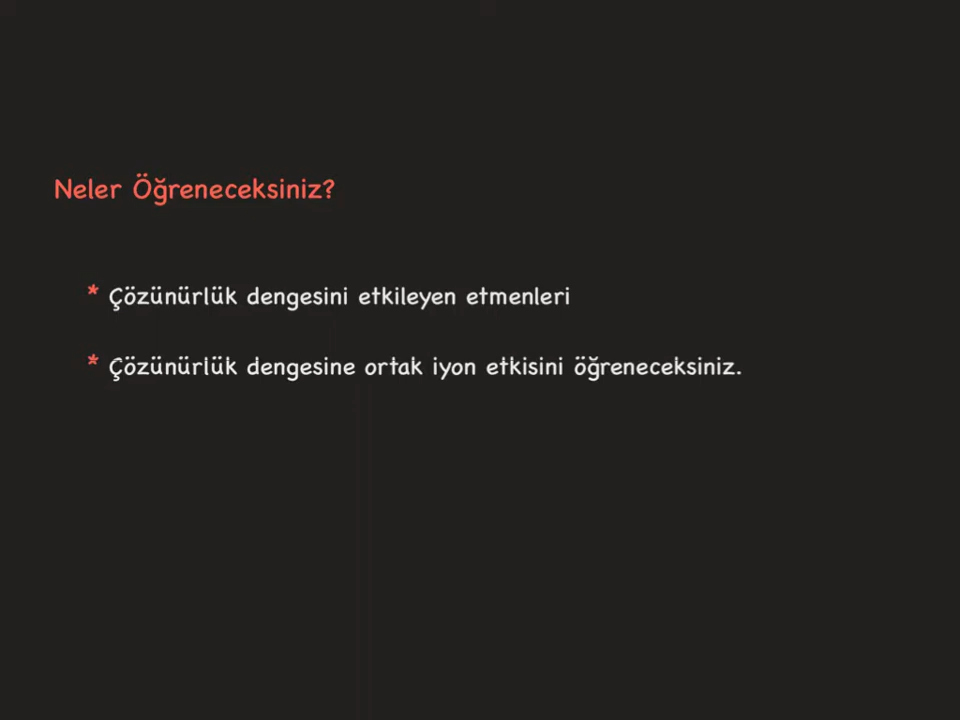 Neler Öğreneceksiniz?
* Çözünürlük dengesini etkileyen etmenleri
* Çözünürlük dengesine ortak iyon etkisini öğreneceksiniz.